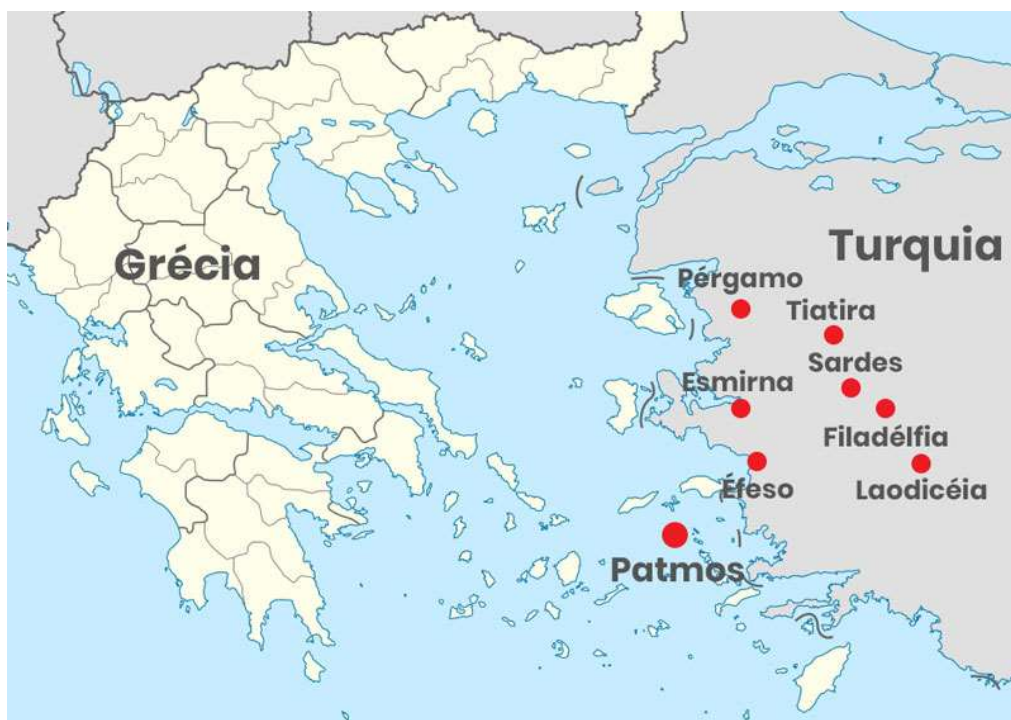 Grécia
Turquia
Pérgamo
Tiatira
Sardes
Esmirna
Filadélfia
Éfeso
Laodicéia
Patmos